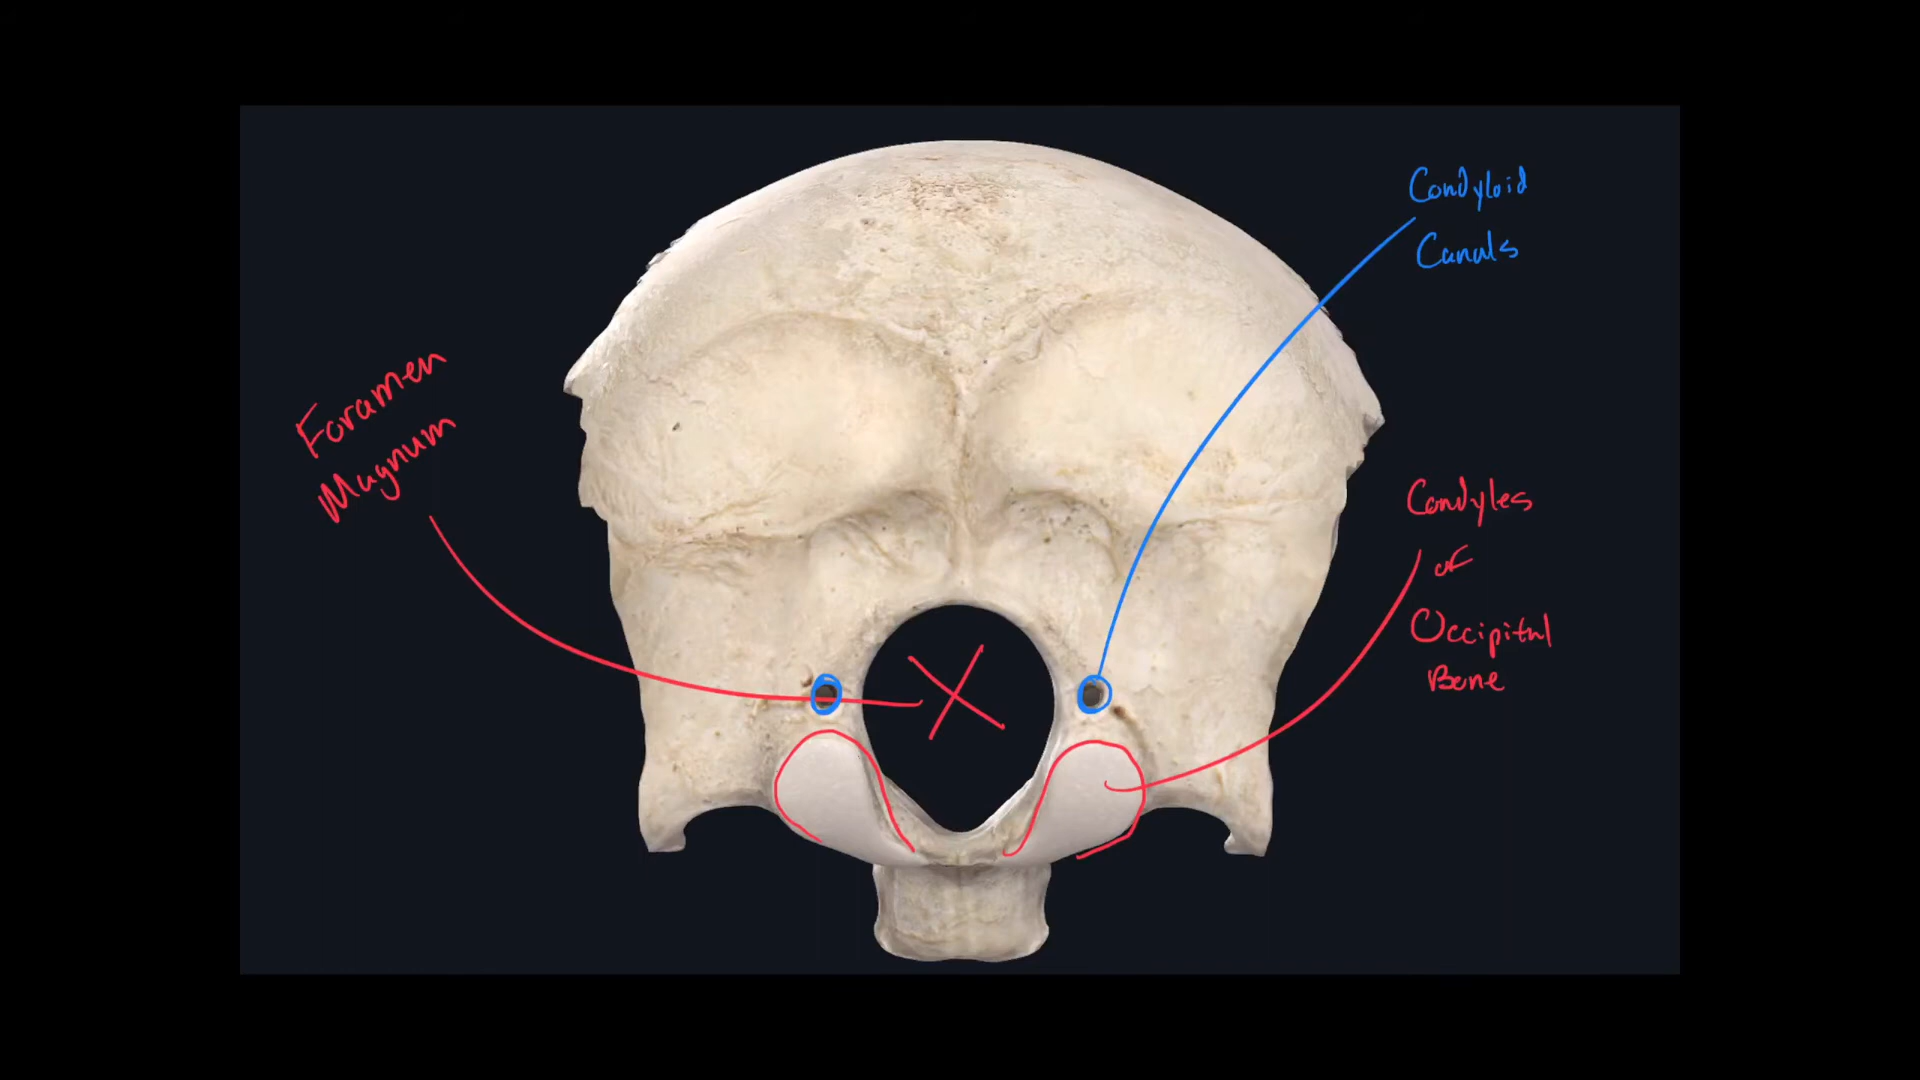 Foramen
Magnum
Condyloid
Canals
Condyles
of
Occipital
Bone